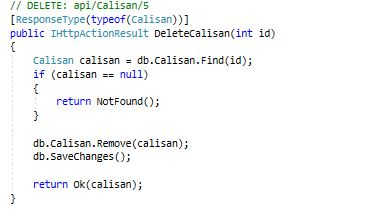 // DELETE: api/Calisan/5
[ResponseType(typeof(Calisan))]
public IHttpActionResult DeleteCalisan(int id)
{
    Calisan calisan = db.Calisan.Find(id);
    if (calisan == null)
    {
        return NotFound();
    }

    db.Calisan.Remove(calisan);
    db.SaveChanges();

    return Ok(calisan);
}